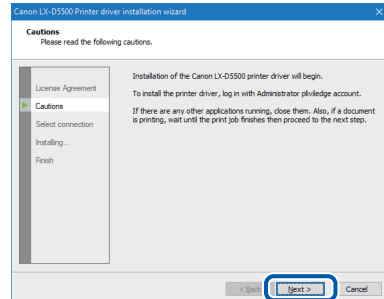 Canon LX-D5500 Printer driver installation wizard
Cautions
Please read the following cautions.
License Agreement
Cautions
Select connection
Installing...
Finish
Installation of the Canon LX-D5500 printer driver will begin.
To install the printer driver, log in with Administrator pliviledge account.
If there are any other applications running, close them. Also, if a document
is printing, wait until the print job finishes then proceed to the next step.
< Back
Next >
Cancel